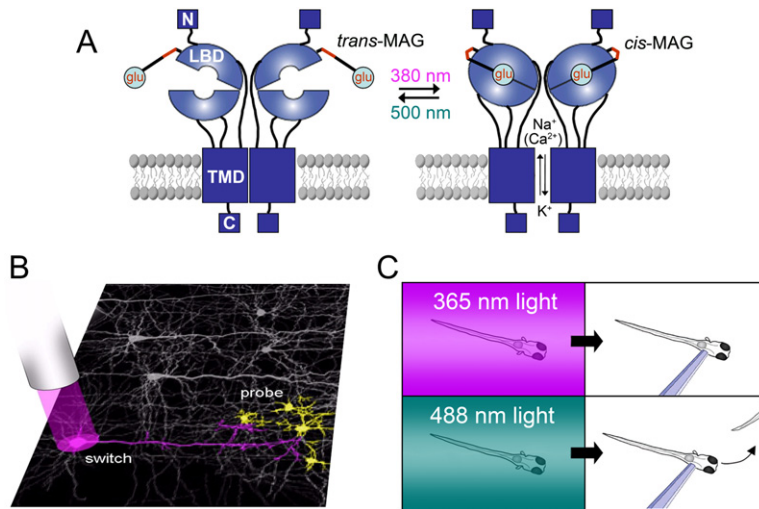 A
N
LBD
glu
trans-MAG
glu
380 nm
500 nm
cis-MAG
glu
glu
Na⁺
(Ca²⁺)
K⁺
TMD
C
B
probe
switch
C
365 nm light
488 nm light